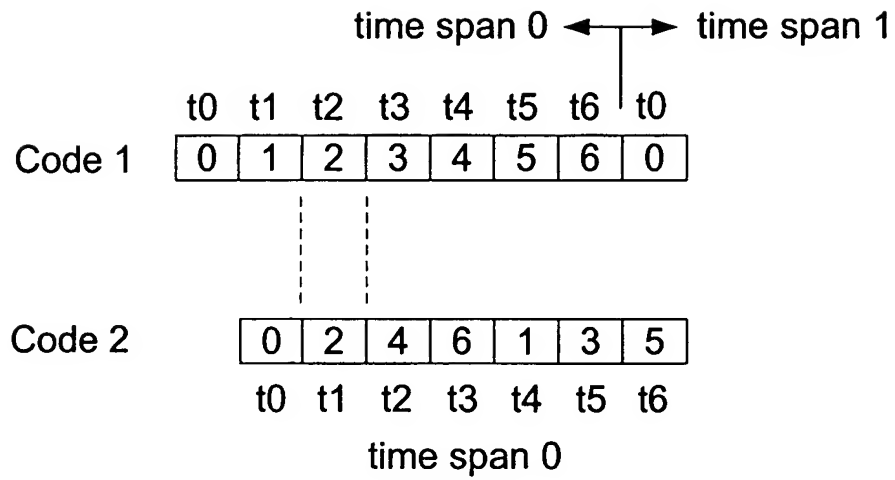 time span 0 time span 1
t0 t1 t2 t3 t4 t5 t6 t0
Code 1 0 1 2 3 4 5 6 0
Code 2 0 2 4 6 1 3 5
t0 t1 t2 t3 t4 t5 t6
time span 0